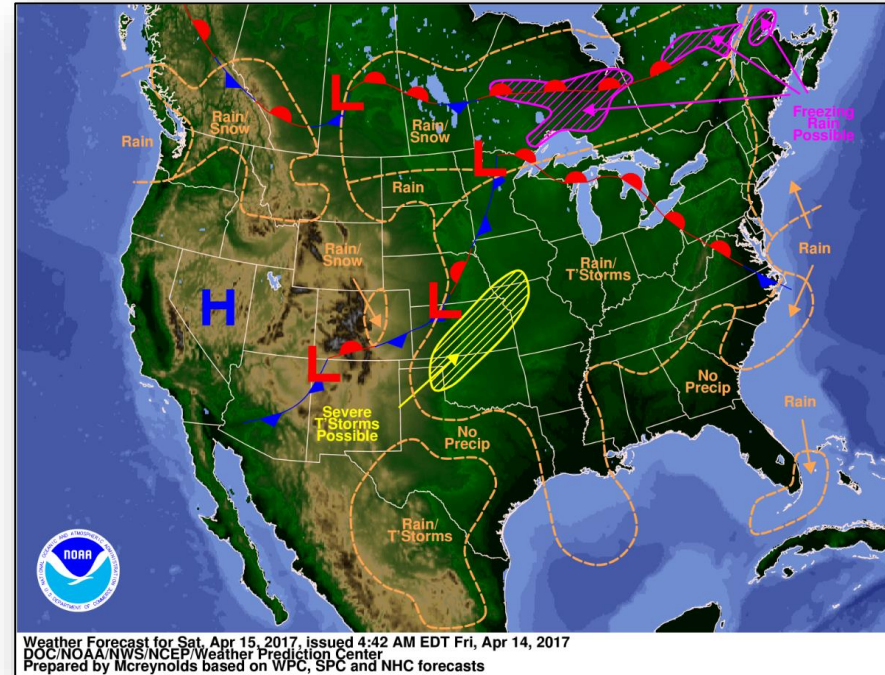 Freezing
Rain
Possible
Rain
Rain/
Snow
L
Rain/
Snow
L
Rain
Rain/
Snow
Rain/
T'Storms
Rain
H
L
L
Severe
T'Storms
Possible
No
Precip
No
Precip
Rain
Rain/
T'Storms
NOAA
Weather Forecast for Sat, Apr 15, 2017, issued 4:42 AM EDT Fri, Apr 14, 2017
DOC/NOAA/NWS/NCEP/Weather Prediction Center
Prepared by Mcreynolds based on WPC, SPC and NHC forecasts